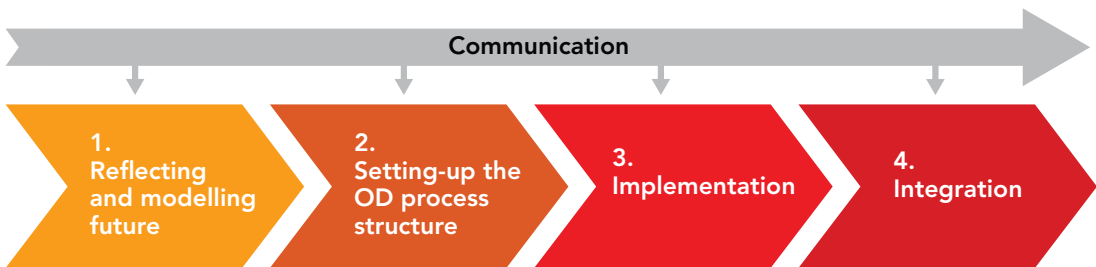 Communication
1.
Reflecting
and modelling
future
2.
Setting-up the
OD process
structure
3.
Implementation
4.
Integration